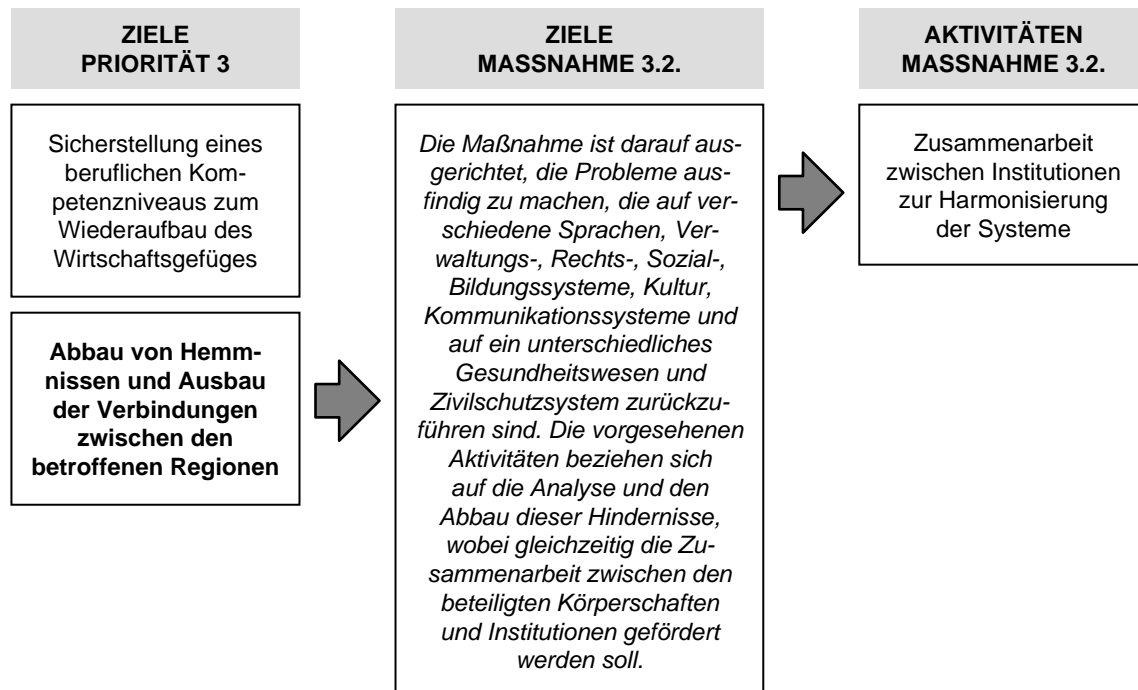 ZIELE
PRIORITÄT 3
ZIELE
MASSNAHME 3.2.
AKTIVITÄTEN
MASSNAHME 3.2.
Sicherstellung eines
beruflichen Kom-
petenzniveaus zum
Wiederaufbau des
Wirtschaftsgefüges
Abbau von Hemm-
nissen und Ausbau
der Verbindungen
zwischen den
betroffenen Regionen
Die Maßnahme ist darauf aus-
gerichtet, die Probleme aus-
findig zu machen, die auf ver-
schiedene Sprachen, Ver-
waltungs-, Rechts-, Sozial-,
Bildungssysteme, Kultur,
Kommunikationssysteme und
auf ein unterschiedliches
Gesundheitswesen und
Zivilschutzsystem zurückzu-
führen sind. Die vorgesehenen
Aktivitäten beziehen sich
auf die Analyse und den
Abbau dieser Hindernisse,
wobei gleichzeitig die Zu-
sammenarbeit zwischen den
beteiligten Körperschaften
und Institutionen gefördert
werden soll.
Zusammenarbeit
zwischen Institutionen
zur Harmonisierung
der Systeme